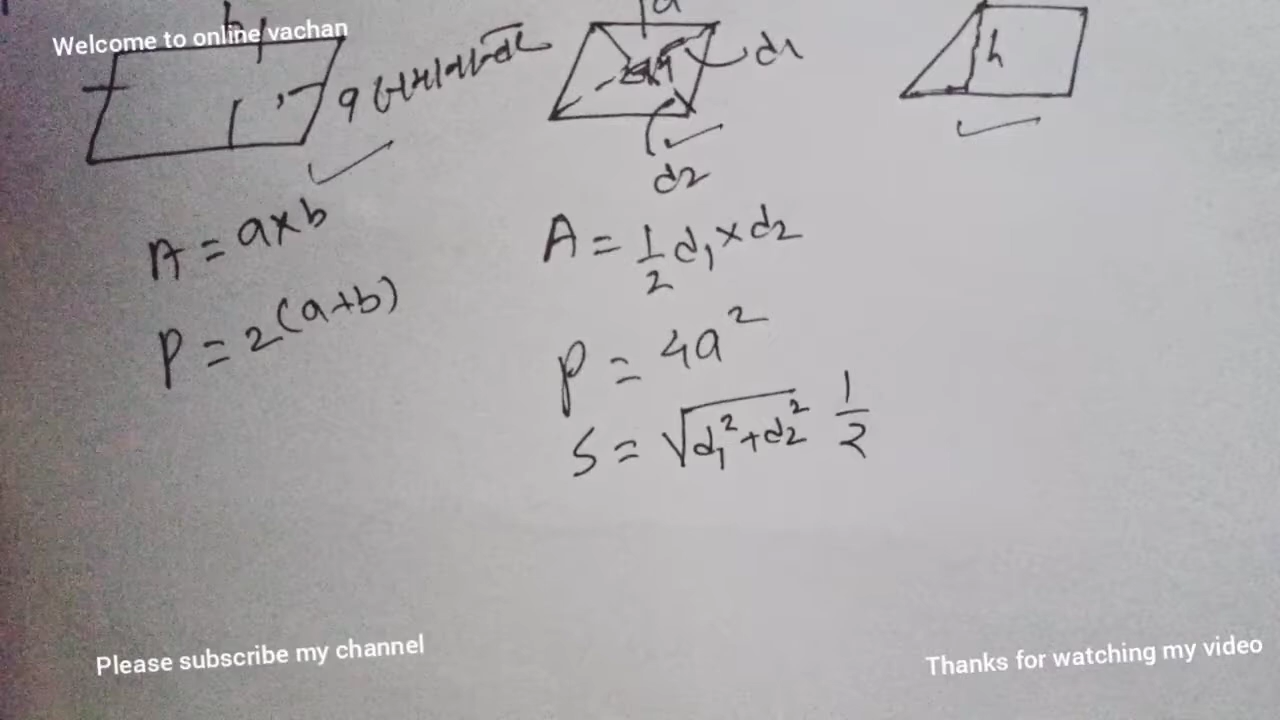 Welcome to online vachan
b
a
d1
h
d2
A = a×b
P = 2(a+b)
A = 1/2 d₁×d2
P = 4a²
S = √d₁²+d₂² 1/2
Please subscribe my channel
Thanks for watching my video